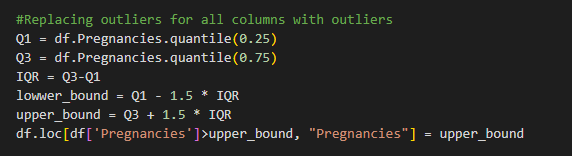 #Replacing outliers for all columns with outliers
Q1 = df.Pregnancies.quantile(0.25)
Q3 = df.Pregnancies.quantile(0.75)
IQR = Q3-Q1
lowwer_bound = Q1 - 1.5 * IQR
upper_bound = Q3 + 1.5 * IQR
df.loc[df['Pregnancies']>upper_bound, "Pregnancies"] = upper_bound